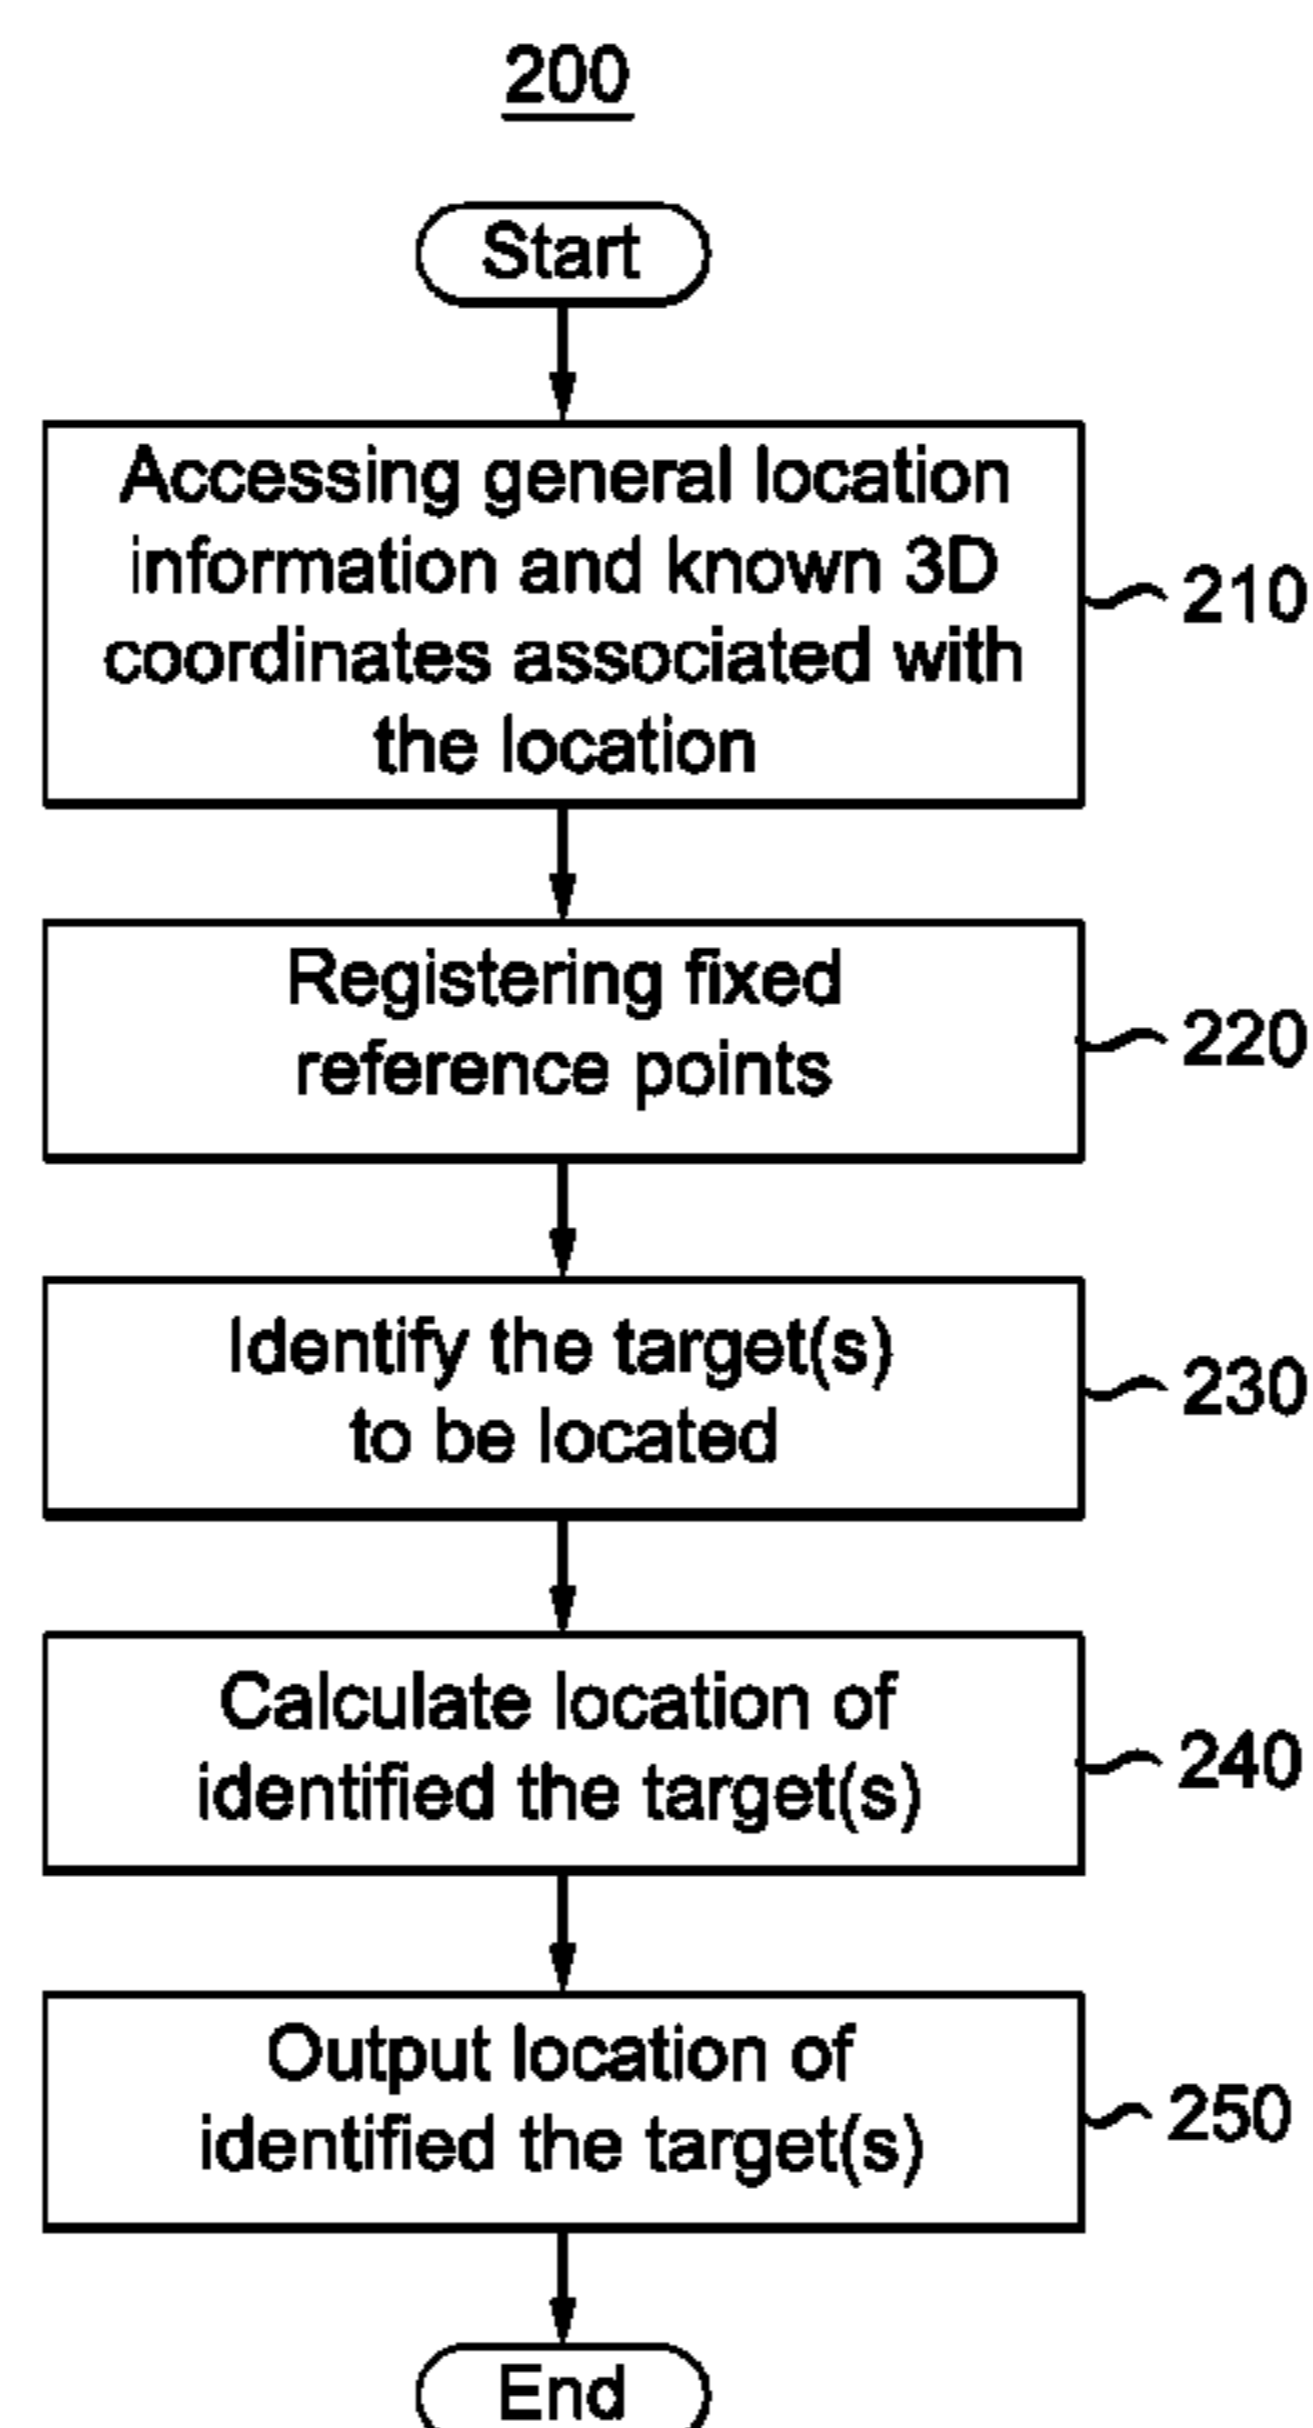 200
Start
Accessing general location
information and known 3D
coordinates associated with
the location
210
Registering fixed
reference points
220
Identify the target(s)
to be located
230
Calculate location of
identified the target(s)
240
Output location of
identified the target(s)
250
End